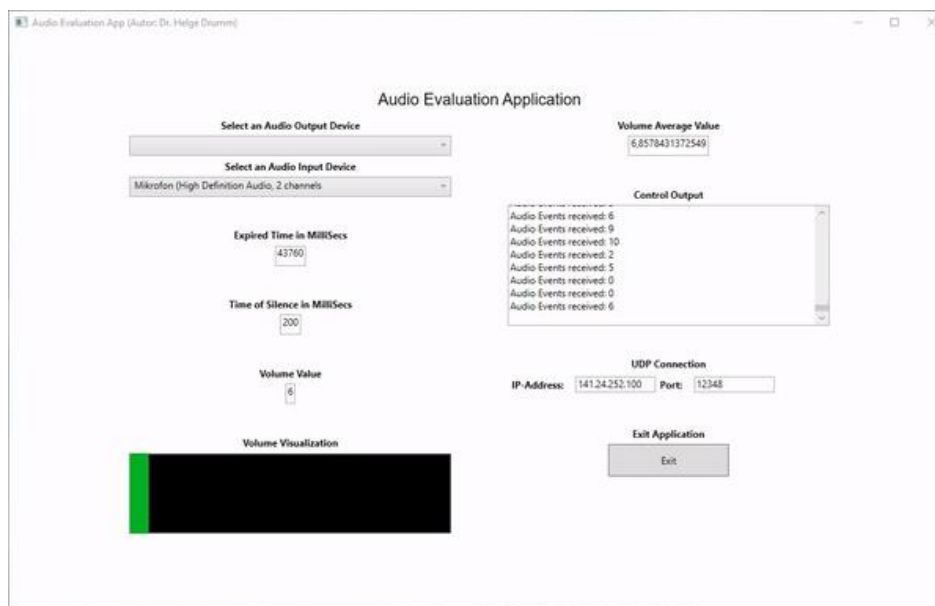 Audio Evaluation App (Autor: Dr. Helge Drumm)
Audio Evaluation Application
Select an Audio Output Device
Select an Audio Input Device
Mikrofon (High Definition Audio, 2 channels
Expired Time in MilliSecs
43760
Time of Silence in MilliSecs
200
Volume Value
6
Volume Visualization
Volume Average Value
6,8578431372549
Control Output
Audio Events received: 6
Audio Events received: 9
Audio Events received: 10
Audio Events received: 2
Audio Events received: 5
Audio Events received: 0
Audio Events received: 0
Audio Events received: 6
UDP Connection
IP-Address: 141.24.252.100 Port: 12348
Exit Application
Exit